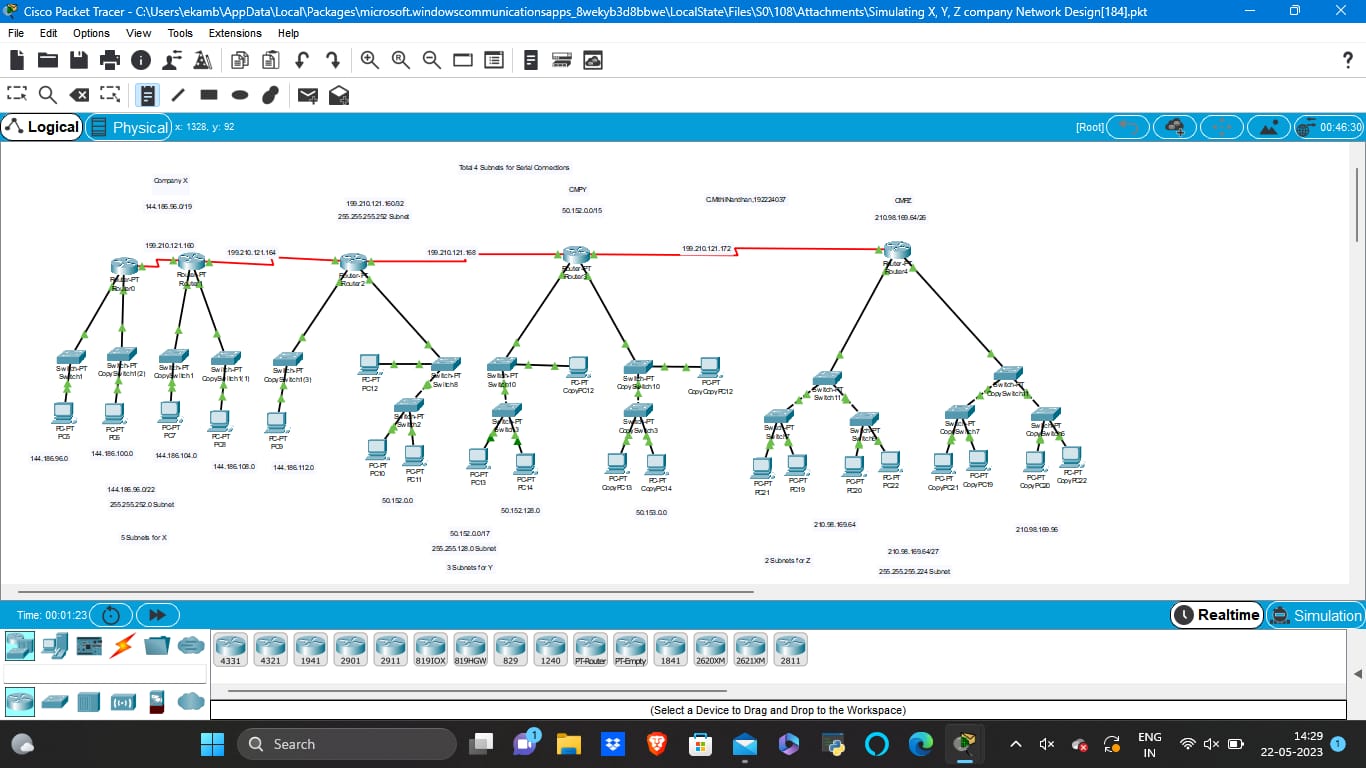 Cisco Packet Tracer - C:\Users\ekamb\AppData\Local\Packages\microsoft.windowscommunicationsapps_8wekyb3d8bbwe\LocalState\Files\S0\108\Attachments\Simulating X, Y, Z company Network Design[184].pkt
File Edit Options View Tools Extensions Help
Logical Physical x: 1328, y: 92 [Root] 00:46:30
Total 4 Subnets for Serial Connections
Company X
CMPY
144.186.96.0/19
199.210.121.160/32
255.255.255.252 Subnet
50.152.0.0/15
C.Mithil Nandhan,192224037
CMPZ
210.98.169.64/26
199.210.121.160
199.210.121.164
199.210.121.168
199.210.121.172
Router-PT
Router0
Router-PT
Router-PT
Router2
Router-PT
Router3
Router-PT
Router4
Switch-PT
Switch1
Switch-PT
CopySwitch1(2)
Switch-PT
CopySwitch1
Switch-PT
CopySwitch1(1)
Switch-PT
CopySwitch1(3)
PC-PT
PC12
Switch-PT
Switch8
Switch-PT
Switch10
PC-PT
CopyPC12
Switch-PT
CopySwitch10
PC-PT
CopyCopyPC12
Switch-PT
Switch11
Switch-PT
PC-PT
PC5
PC-PT
PC6
PC-PT
PC7
PC-PT
PC8
PC-PT
PC9
Switch-PT
Switch2
Switch-PT
Switch3
Switch-PT
CopySwitch3
Switch-PT
Switch-PT
Switch-PT
CopySwitch7
Switch-PT
PC-PT
PC10
PC-PT
PC11
PC-PT
PC13
PC-PT
PC14
PC-PT
CopyPC13
PC-PT
CopyPC14
PC-PT
PC21
PC-PT
PC19
PC-PT
PC20
PC-PT
PC22
PC-PT
CopyPC21
PC-PT
CopyPC19
PC-PT
CopyPC20
PC-PT
CopyPC22
144.186.96.0
144.186.100.0
144.186.104.0
144.186.108.0
144.186.112.0
144.186.96.0/22
255.255.252.0 Subnet
5 Subnets for X
50.152.0.0
50.152.128.0
50.153.0.0
50.152.0.0/17
255.255.128.0 Subnet
3 Subnets for Y
210.98.169.64
210.98.169.96
210.98.169.64/27
2 Subnets for Z
255.255.255.224 Subnet
Time: 00:01:23 Realtime Simulation
4331 4321 1941 2901 2911 819IOX 819HGW 829 1240 PT-Router PT-Empty 1841 2620XM 2621XM 2811
(Select a Device to Drag and Drop to the Workspace)
Search
1
ENG
IN
14:29
22-05-2023
1